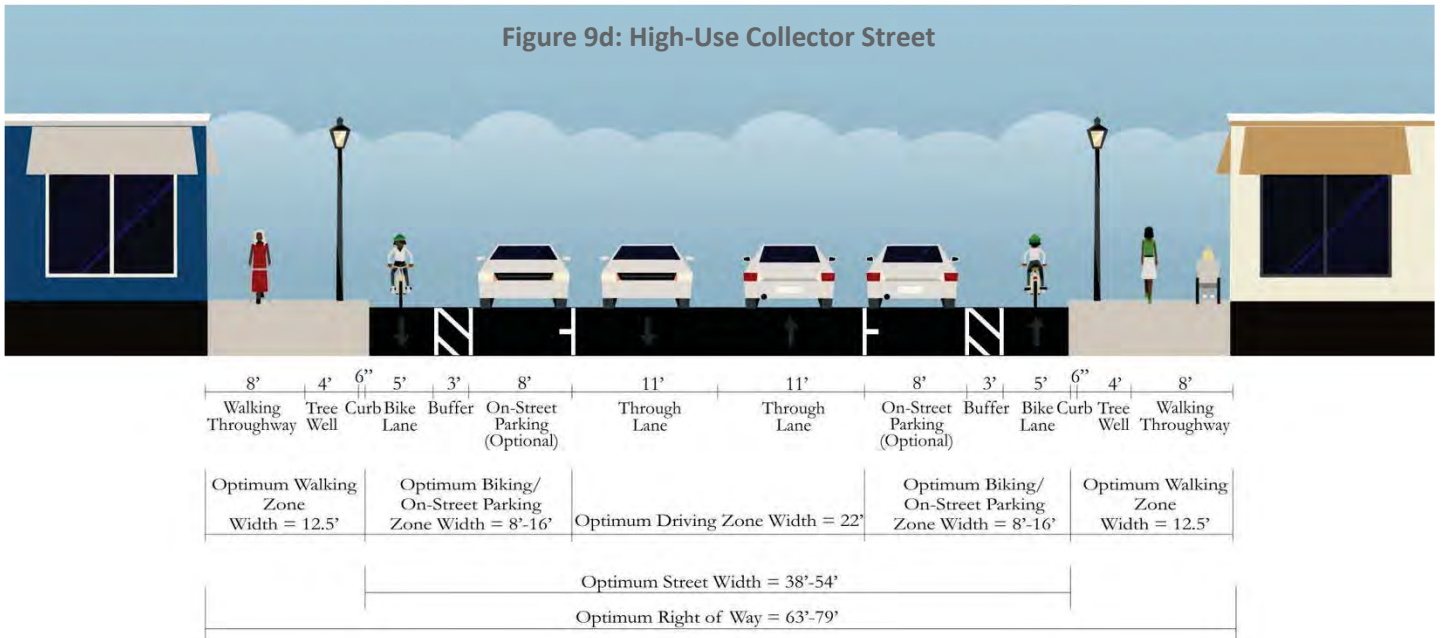 Figure 9d: High-Use Collector Street
8’ 4’ 6” 5’ 3’ 8’ 11’ 11’ 8’ 3’ 5’ 6” 4’ 8’
Walking Throughway
Tree Well
Curb
Bike Lane
Buffer
On-Street Parking (Optional)
Through Lane
Through Lane
On-Street Parking (Optional)
Buffer
Bike Lane
Curb
Tree Well
Walking Throughway
Optimum Walking
Zone
Width = 12.5’
Optimum Biking/
On-Street Parking
Zone Width = 8’-16’
Optimum Driving Zone Width = 22’
Optimum Biking/
On-Street Parking
Zone Width = 8’-16’
Optimum Walking
Zone
Width = 12.5’
Optimum Street Width = 38’-54’
Optimum Right of Way = 63’-79’